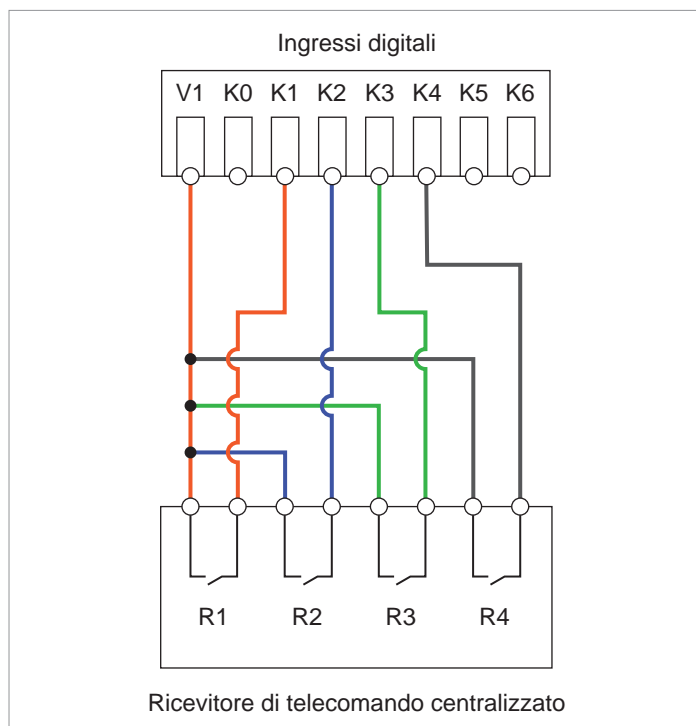 Ingressi digitali
V1 K0 K1 K2 K3 K4 K5 K6
R1 R2 R3 R4
Ricevitore di telecomando centralizzato